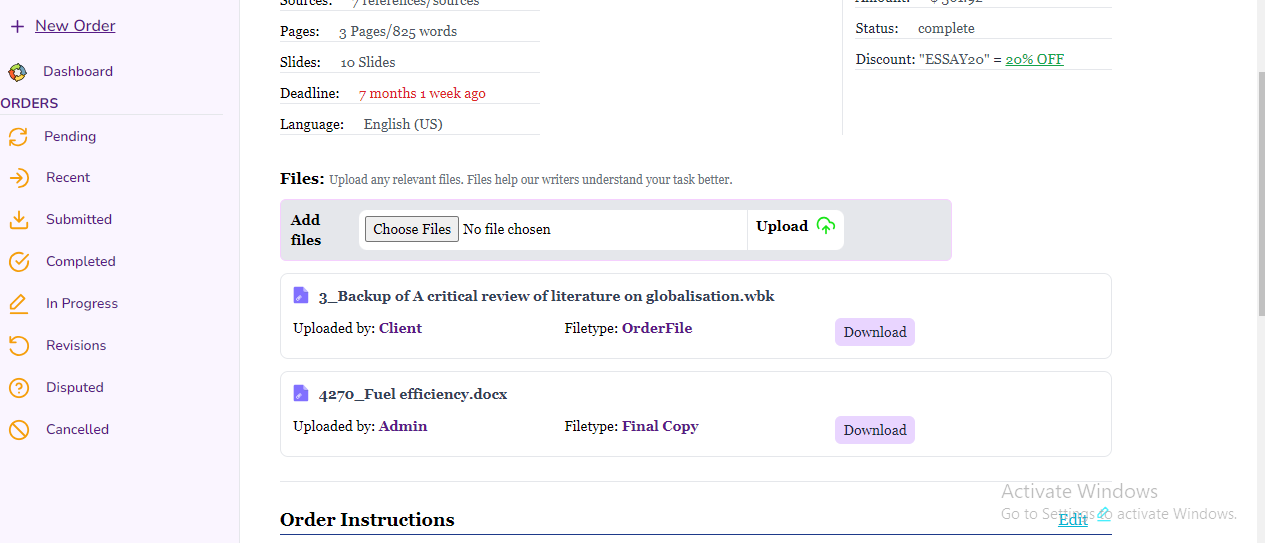 New Order
Dashboard
ORDERS
Pending
Recent
Submitted
Completed
In Progress
Revisions
Disputed
Cancelled
Sources: 7 references/sources
Pages: 3 Pages/825 words
Slides: 10 Slides
Deadline: 7 months 1 week ago
Language: English (US)
Status: complete
Discount: "ESSAY20" = 20% OFF
Files: Upload any relevant files. Files help our writers understand your task better.
Add files
Choose Files No file chosen
Upload
3_Backup of A critical review of literature on globalisation.wbk
Uploaded by: Client Filetype: OrderFile Download
4270_Fuel efficiency.docx
Uploaded by: Admin Filetype: Final Copy Download
Order Instructions
Edit
Activate Windows
Go to Settings to activate Windows.